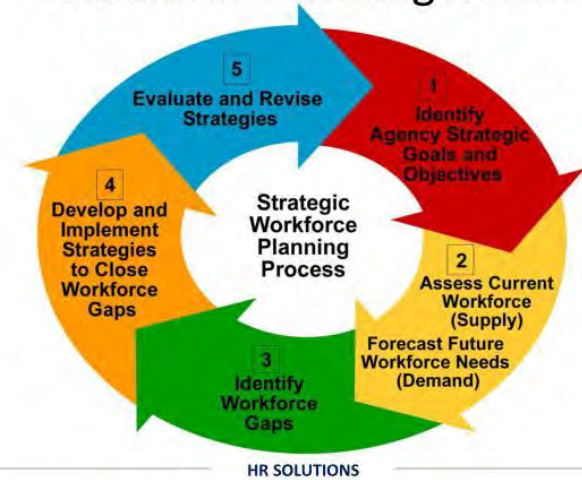 1
Identify
Agency Strategic
Goals and
Objectives
2
Assess Current
Workforce
(Supply)
Forecast Future
Workforce Needs
(Demand)
3
Identify
Workforce
Gaps
4
Develop and
Implement
Strategies
to Close
Workforce
Gaps
5
Evaluate and Revise
Strategies
Strategic
Workforce
Planning
Process
HR SOLUTIONS